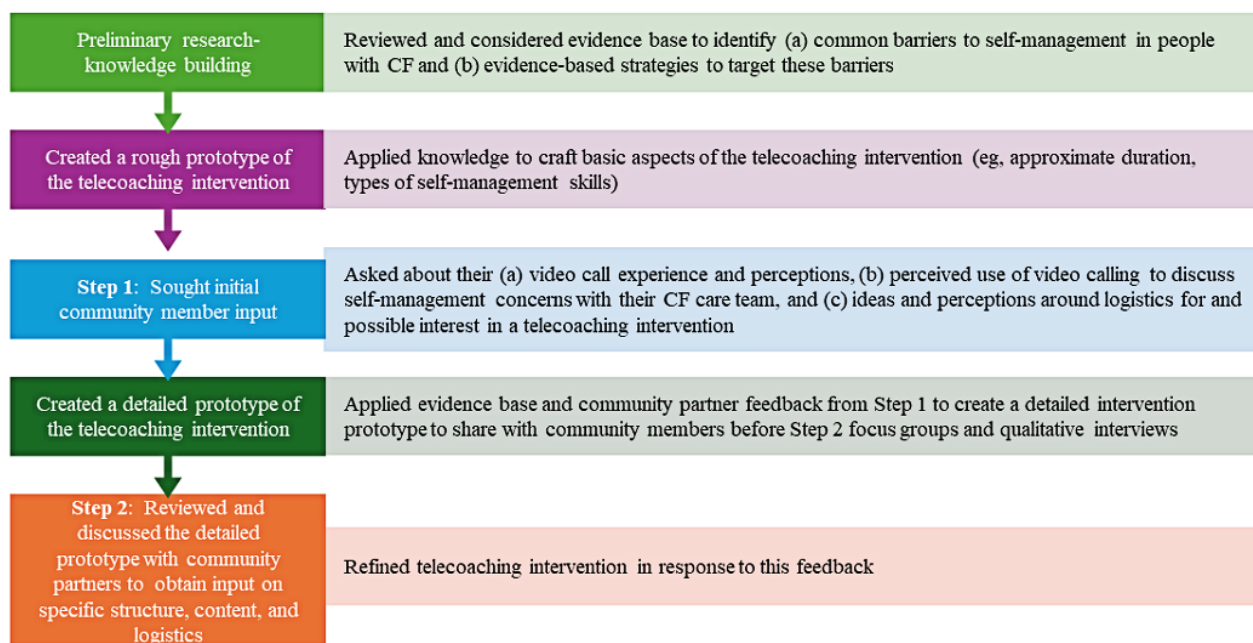 Preliminary research-
knowledge building
Reviewed and considered evidence base to identify (a) common barriers to self-management in people
with CF and (b) evidence-based strategies to target these barriers
Created a rough prototype of
the telecoaching intervention
Applied knowledge to craft basic aspects of the telecoaching intervention (eg, approximate duration,
types of self-management skills)
Step 1: Sought initial
community member input
Asked about their (a) video call experience and perceptions, (b) perceived use of video calling to discuss
self-management concerns with their CF care team, and (c) ideas and perceptions around logistics for and
possible interest in a telecoaching intervention
Created a detailed prototype of
the telecoaching intervention
Applied evidence base and community partner feedback from Step 1 to create a detailed intervention
prototype to share with community members before Step 2 focus groups and qualitative interviews
Step 2: Reviewed and
discussed the detailed
prototype with community
partners to obtain input on
specific structure, content, and
logistics
Refined telecoaching intervention in response to this feedback